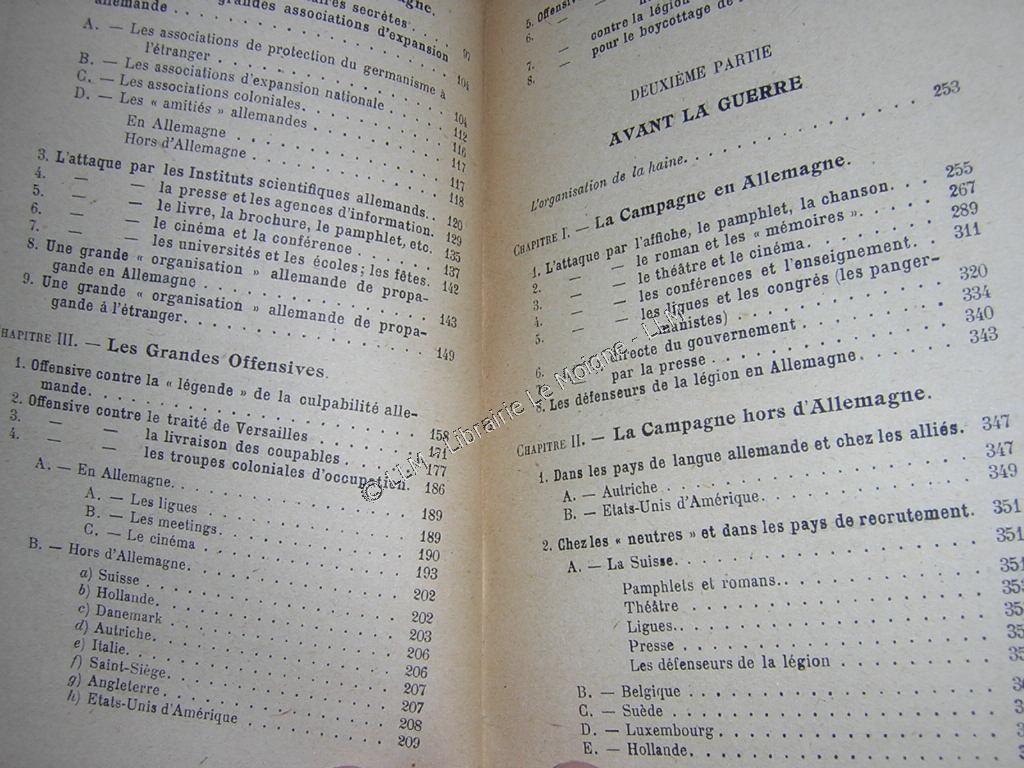 aires secrètes
grandes associations d'expansion
allemande . . . . . . . . 97
A. — Les associations de protection du germanisme à
l'étranger . . . . . . . . 104
B. — Les associations d'expansion nationale . . . . 104
C. — Les associations coloniales. . . . . . . . 112
D. — Les « amitiés » allemandes . . . . . . . . 116
En Allemagne . . . . . . . . 117
Hors d'Allemagne . . . . . . . . 117
3. L'attaque par les Instituts scientifiques allemands. . 118
4. — — la presse et les agences d'information. 120
5. — — le livre, la brochure, le pamphlet, etc. 129
6. — — le cinéma et la conférence . . . . 135
7. — — les universités et les écoles; les fêtes. 137
8. Une grande « organisation » allemande de propa- 142
gande en Allemagne . . . . . . . . 143
9. Une grande « organisation » allemande de propa-
gande à l'étranger. . . . . . . . 149
CHAPITRE III. — Les Grandes Offensives.
1. Offensive contre la « légende » de la culpabilité alle-
mande. . . . . . . . 158
2. Offensive contre le traité de Versailles . . . . 171
3. — — la livraison des coupables . . . . 177
4. — — les troupes coloniales d'occupation. 186
A. — En Allemagne. . . . . . . . 189
A. — Les ligues . . . . . . . . 189
B. — Les meetings. . . . . . . . 190
C. — Le cinéma . . . . . . . . 193
B. — Hors d'Allemagne. . . . . . . . 202
a) Suisse . . . . . . . . 202
b) Hollande. . . . . . . . 203
c) Danemark . . . . . . . . 206
d) Autriche. . . . . . . . 206
e) Italie. . . . . . . . 207
f) Saint-Siège. . . . . . . . 207
g) Angleterre . . . . . . . . 208
h) Etats-Unis d'Amérique . . . . . . . . 209
5. Offensive
6. — contre la légion
7. — pour le boycottage de
8.
DEUXIÈME PARTIE
AVANT LA GUERRE
L'organisation de la haine. . . . . . . . 253
CHAPITRE I. — La Campagne en Allemagne.
1. L'attaque par l'affiche, le pamphlet, la chanson. . . 255
2. — — le roman et les « mémoires ». . . . . 267
3. — — le théâtre et le cinéma. . . . . . 289
4. — — les conférences et l'enseignement. . . 311
5. — — les ligues et les congrès (les panger-
manistes) . . . . . . . . 320
6. — directe du gouvernement . . . . . . 334
7. — par la presse . . . . . . . . 340
8. Les défenseurs de la légion en Allemagne. . . . . 343
CHAPITRE II. — La Campagne hors d'Allemagne.
1. Dans les pays de langue allemande et chez les alliés. 347
A. — Autriche . . . . . . . . 347
B. — Etats-Unis d'Amérique. . . . . . . . 349
2. Chez les « neutres » et dans les pays de recrutement. 351
A. — La Suisse. . . . . . . . 351
Pamphlets et romans. . . . . . . .
Théâtre . . . . . . . .
Ligues. . . . . . . .
Presse . . . . . . . .
Les défenseurs de la légion . . . . . . . .
B. — Belgique . . . . . . . .
C. — Suède . . . . . . . .
D. — Luxembourg . . . . . . . .
E. — Hollande. . . . . . . .
© LLM - Librairie Le Moigne - LLM